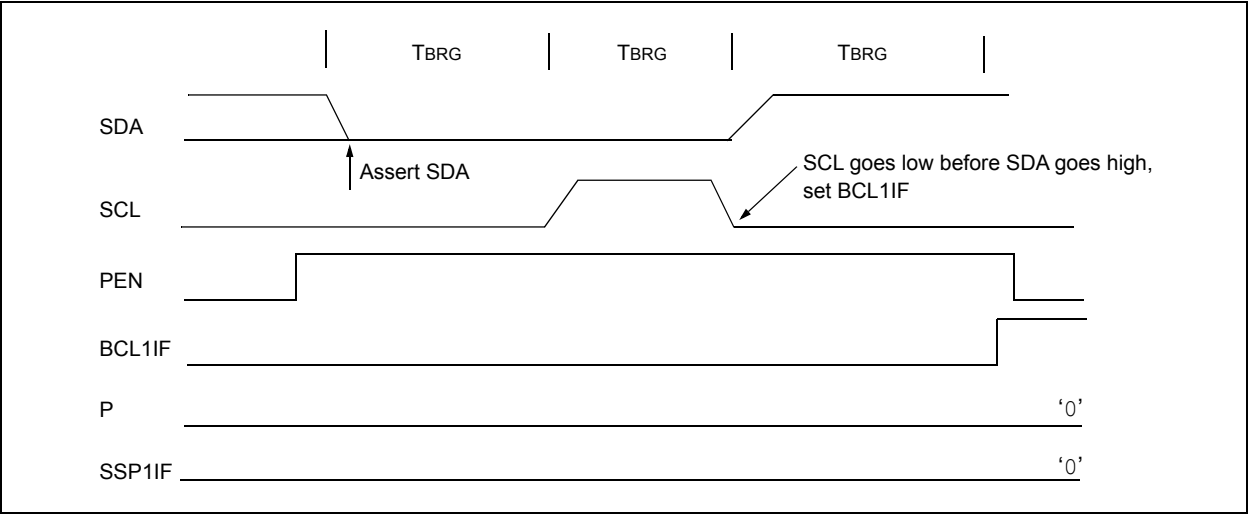 TBRG TBRG TBRG
SDA
Assert SDA
SCL goes low before SDA goes high,
set BCL1IF
SCL
PEN
BCL1IF
P '0'
SSP1IF '0'